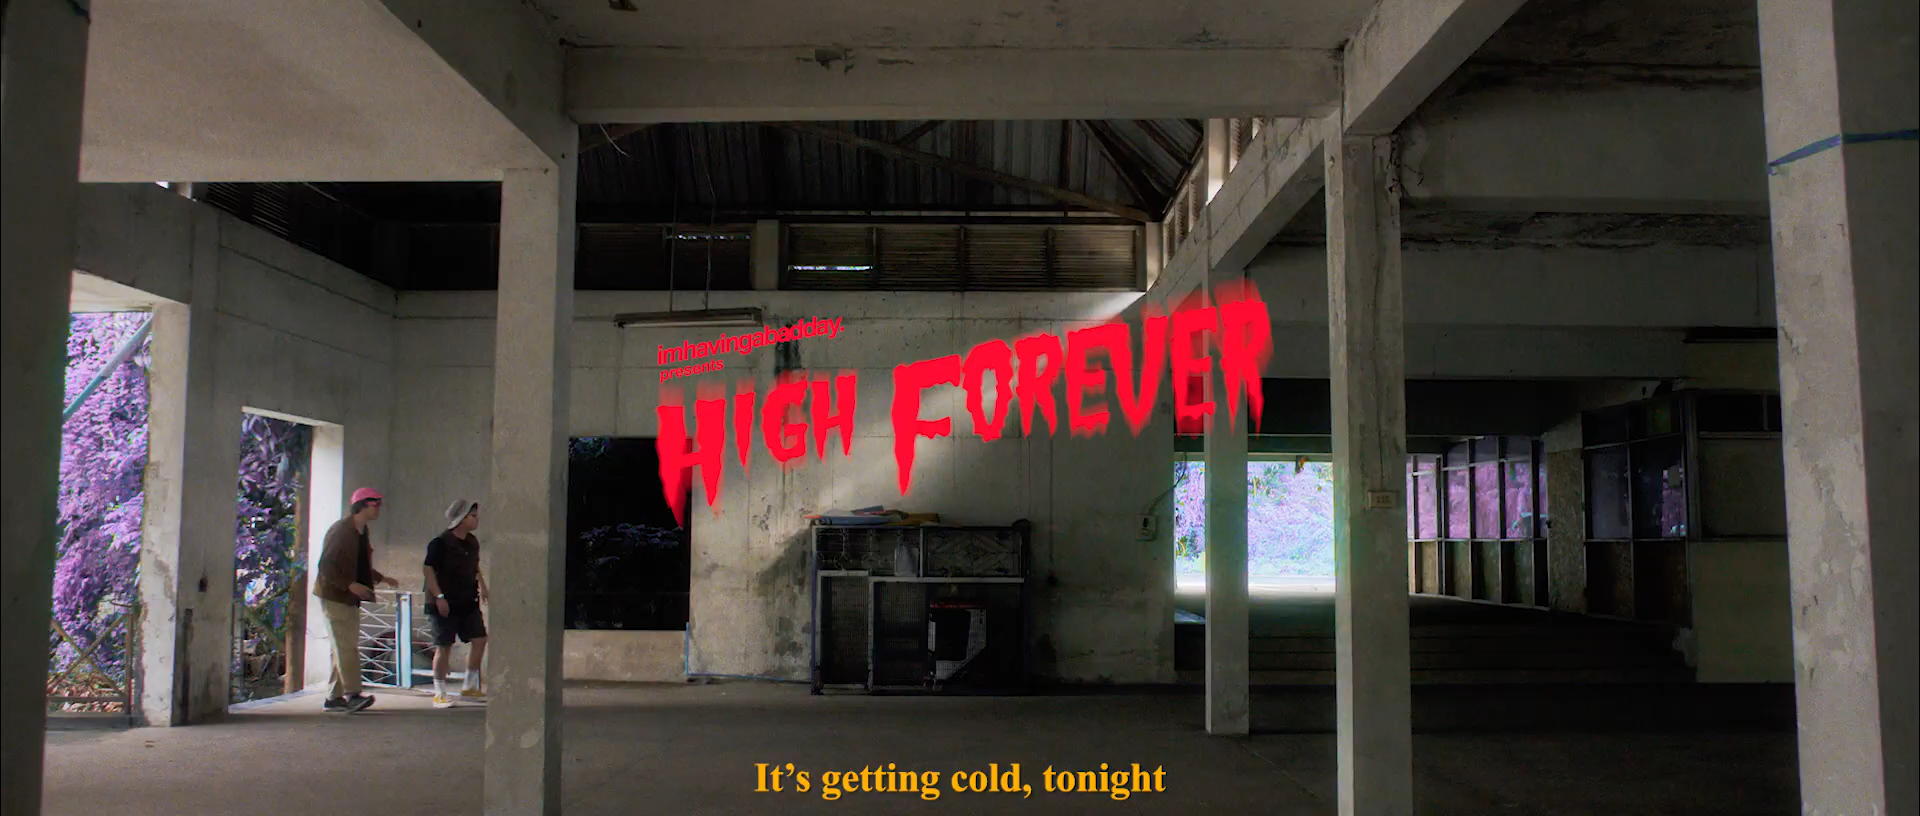 imhavingabadday.
presents
HIGH FOREVER
It's getting cold, tonight